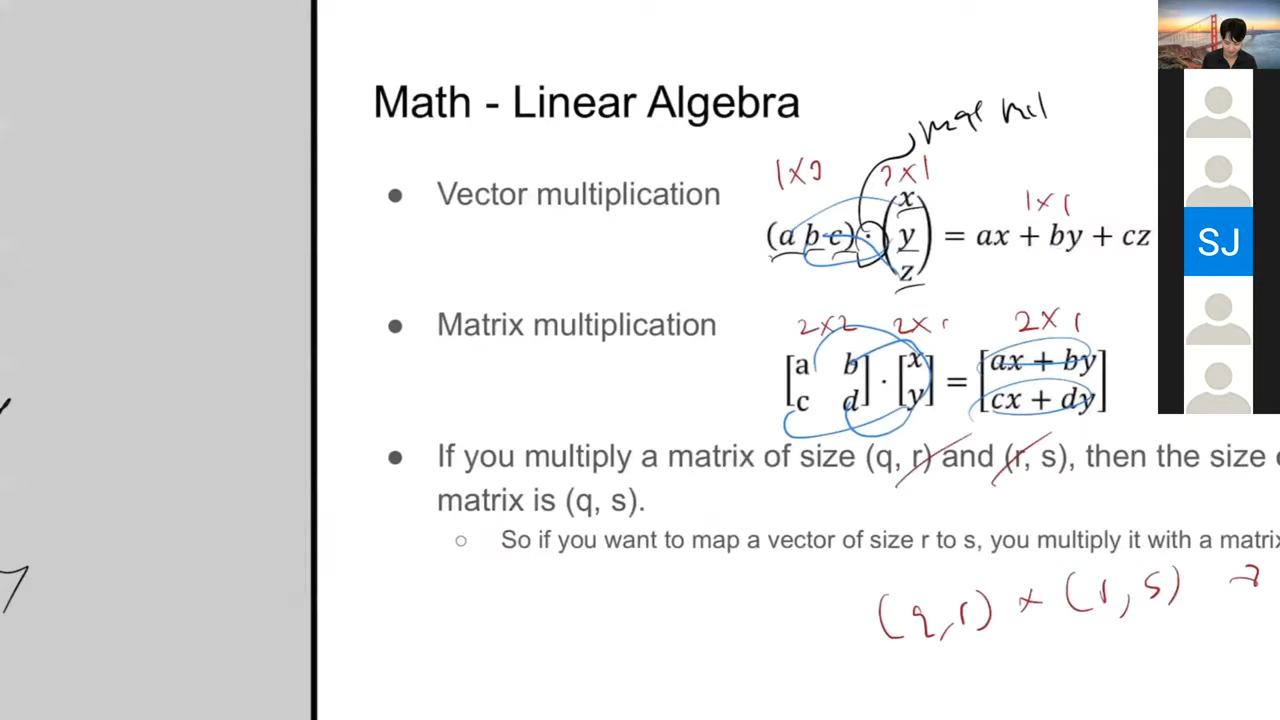 Math - Linear Algebra
● Vector multiplication
1x3
1x1
(a b c) · (x y z) = ax + by + cz
SJ
● Matrix multiplication
2x2
2x1
[a b c d] · [x y] = [ax + by cx + dy]
● If you multiply a matrix of size (q, r) and (r, s), then the size
matrix is (q, s).
○ So if you want to map a vector of size r to s, you multiply it with a matrix
(q,r) x (r,s) →